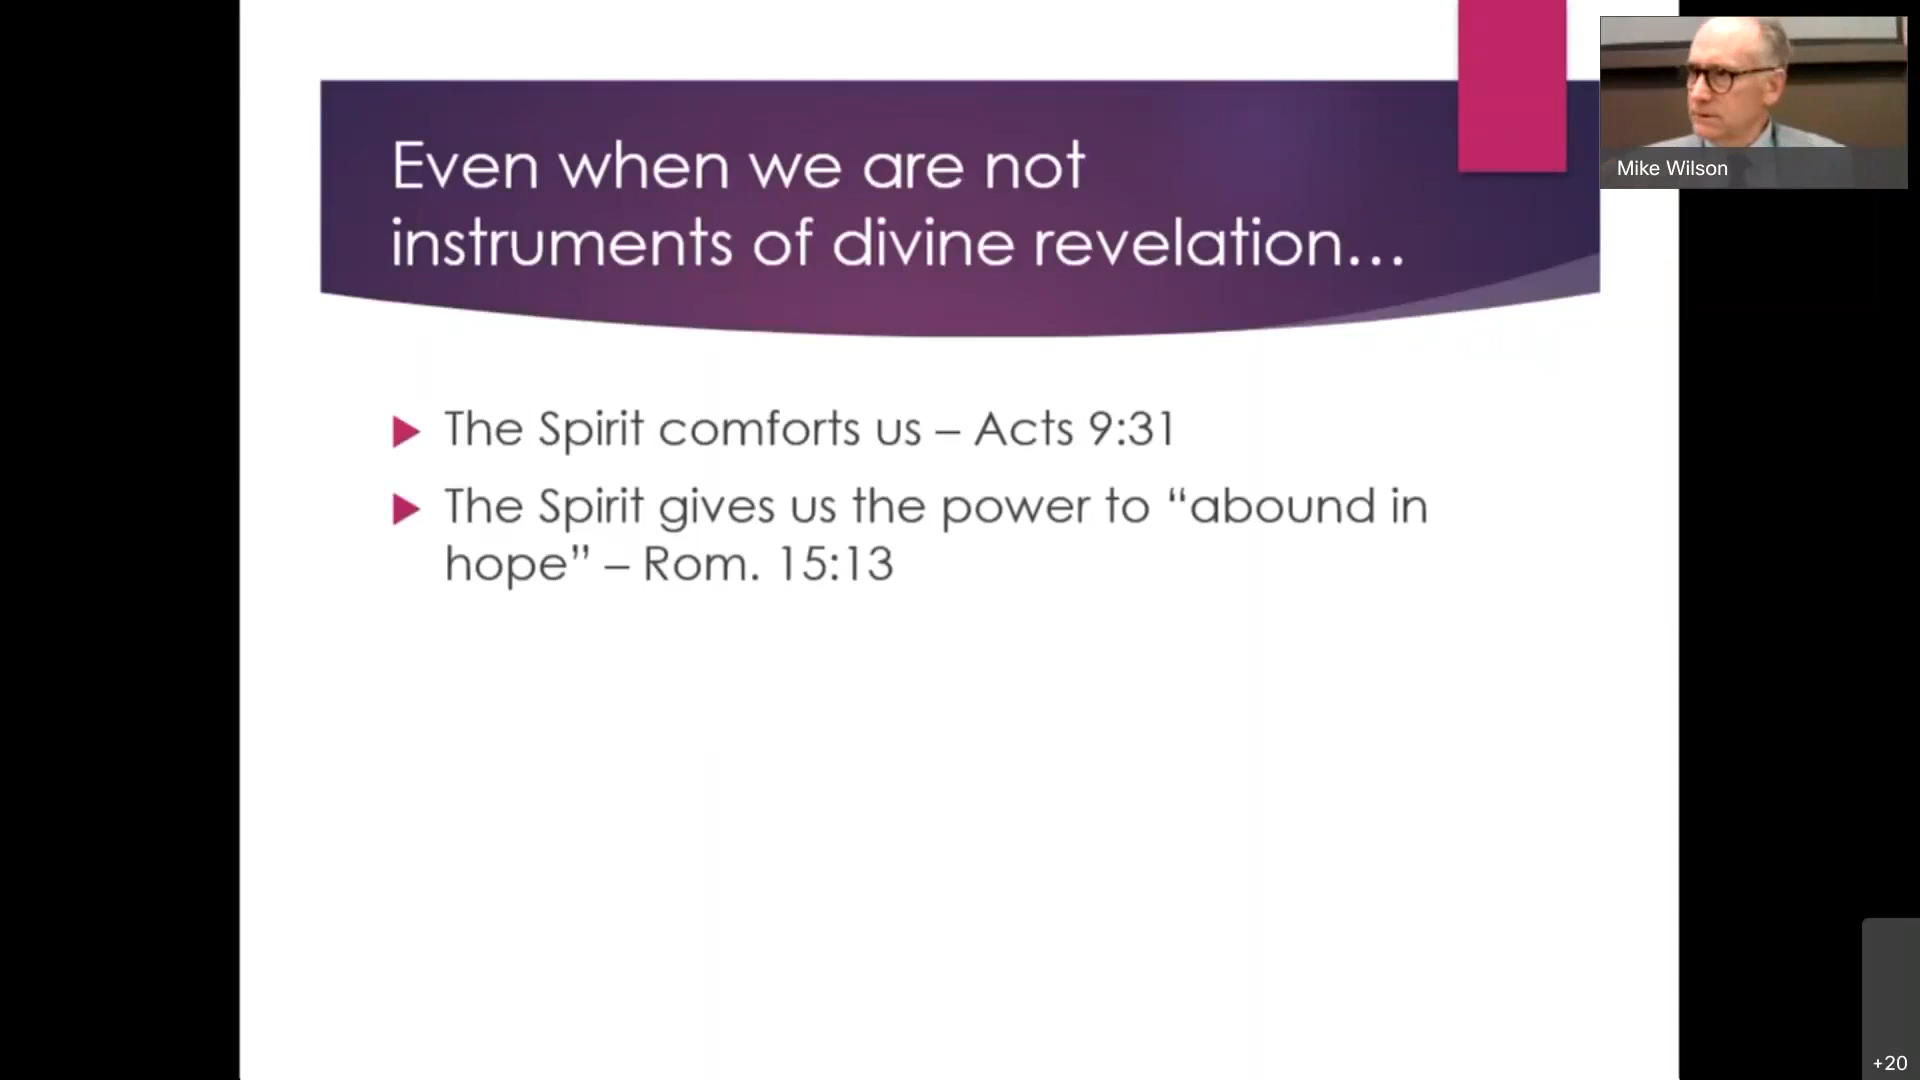 Even when we are not
instruments of divine revelation…
The Spirit comforts us – Acts 9:31
The Spirit gives us the power to “abound in
hope” – Rom. 15:13
Mike Wilson
+20